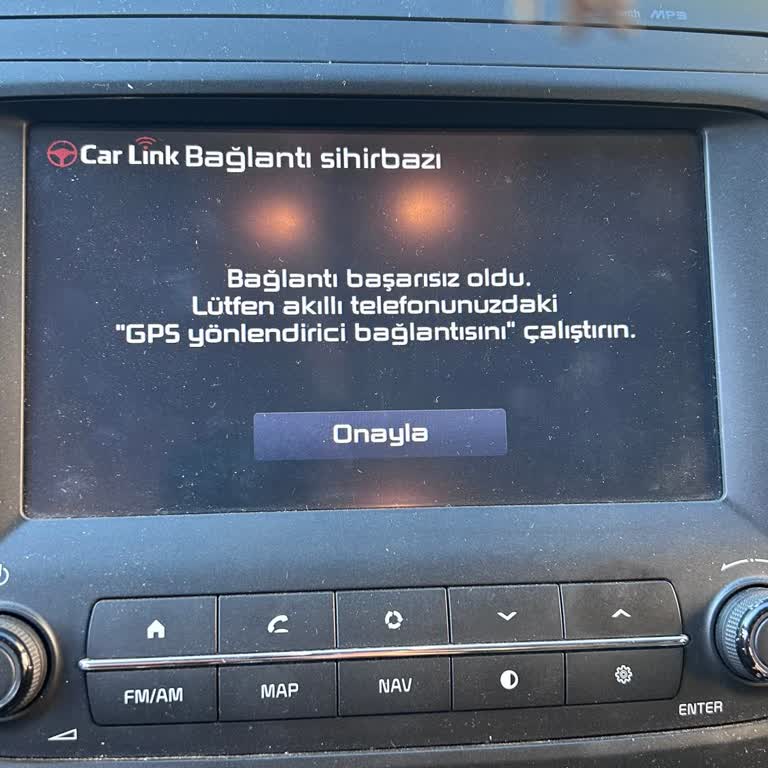 MP3
Car Link Bağlantı sihirbazı
Bağlantı başarısız oldu.
Lütfen akıllı telefonunuzdaki
"GPS yönlendirici bağlantısını" çalıştırın.
Onayla
FM/AM
MAP
NAV
ENTER